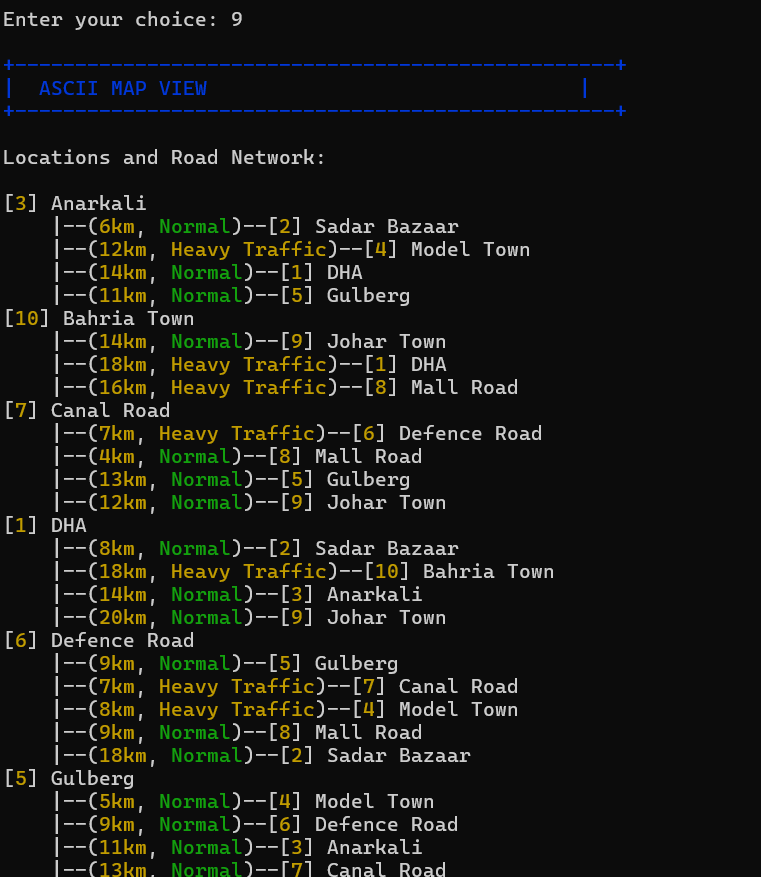 Enter your choice: 9
+--------------------------------------------------+
|  ASCII MAP VIEW                               |
+--------------------------------------------------+
Locations and Road Network:
[3] Anarkali
    |--(6km, Normal)--[2] Sadar Bazaar
    |--(12km, Heavy Traffic)--[4] Model Town
    |--(14km, Normal)--[1] DHA
    |--(11km, Normal)--[5] Gulberg
[10] Bahria Town
    |--(14km, Normal)--[9] Johar Town
    |--(18km, Heavy Traffic)--[1] DHA
    |--(16km, Heavy Traffic)--[8] Mall Road
[7] Canal Road
    |--(7km, Heavy Traffic)--[6] Defence Road
    |--(4km, Normal)--[8] Mall Road
    |--(13km, Normal)--[5] Gulberg
    |--(12km, Normal)--[9] Johar Town
[1] DHA
    |--(8km, Normal)--[2] Sadar Bazaar
    |--(18km, Heavy Traffic)--[10] Bahria Town
    |--(14km, Normal)--[3] Anarkali
    |--(20km, Normal)--[9] Johar Town
[6] Defence Road
    |--(9km, Normal)--[5] Gulberg
    |--(7km, Heavy Traffic)--[7] Canal Road
    |--(8km, Heavy Traffic)--[4] Model Town
    |--(9km, Normal)--[8] Mall Road
    |--(18km, Normal)--[2] Sadar Bazaar
[5] Gulberg
    |--(5km, Normal)--[4] Model Town
    |--(9km, Normal)--[6] Defence Road
    |--(11km, Normal)--[3] Anarkali
    |--(13km, Normal)--[7] Canal Road